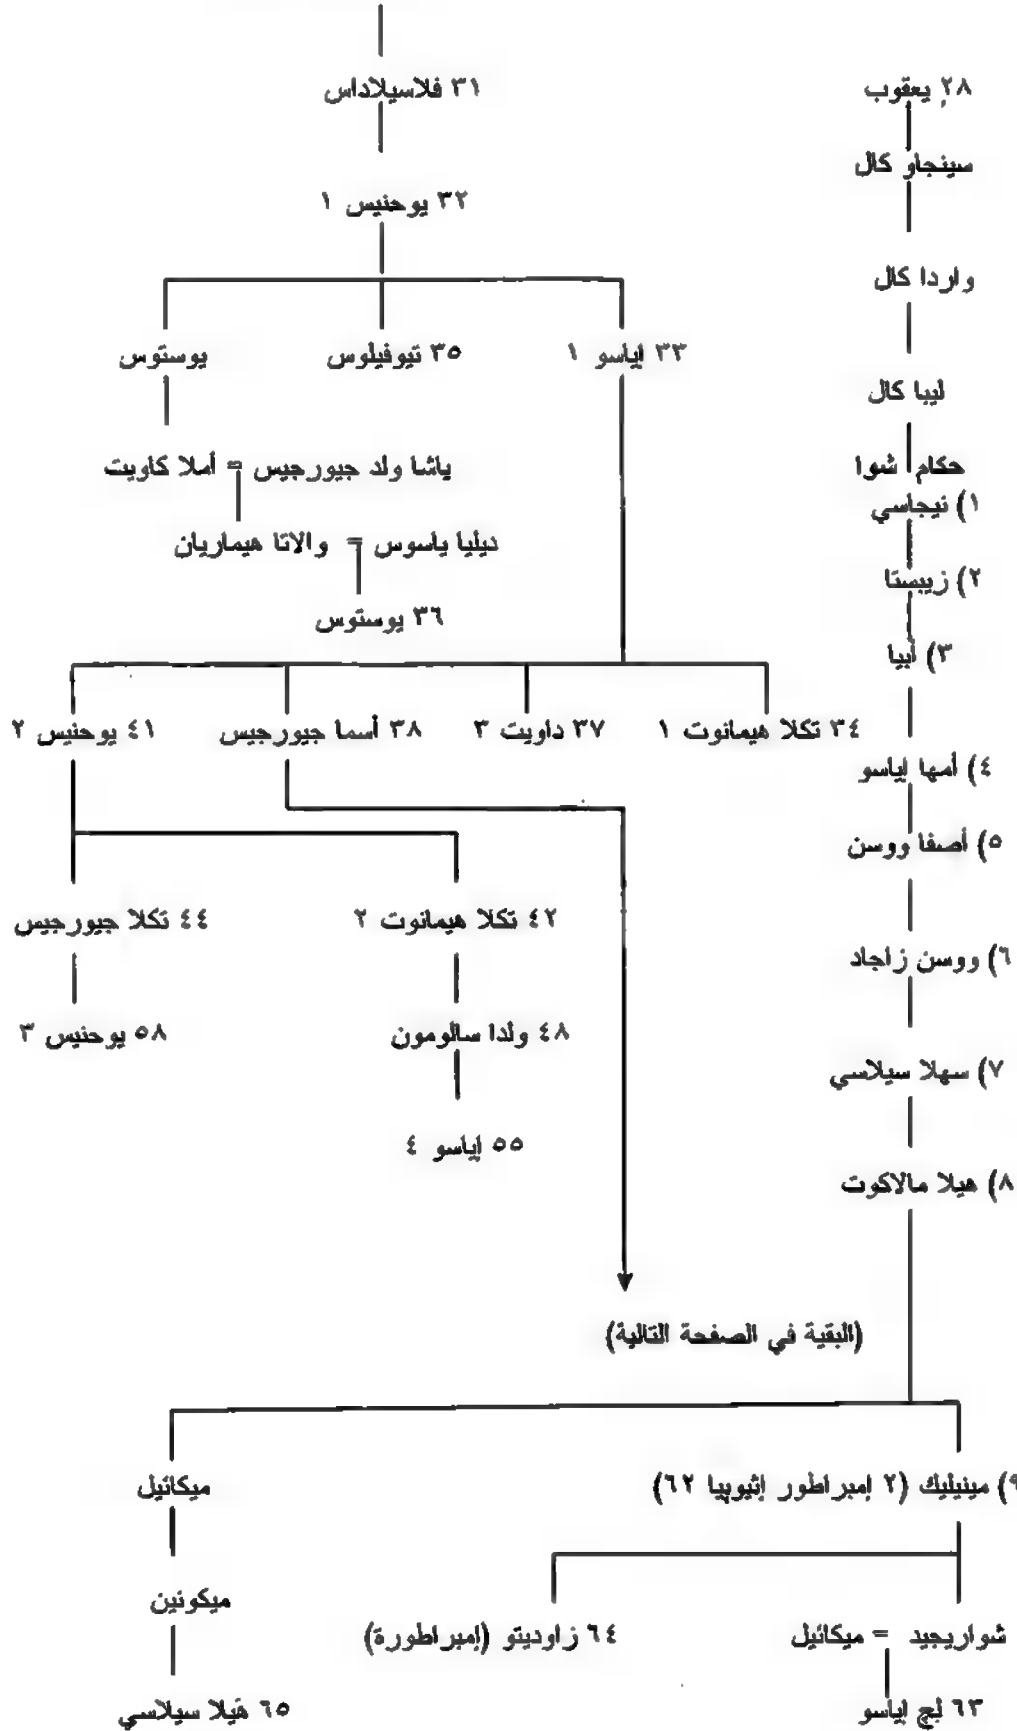 ٢٨ يعقوب
٣١ فلاسيلاداس
سينجاو كال
٣٢ يوحنيس ١
واردا كال
٣٣ إياسو ١
٣٥ تيوفيلوس
يوستوس
ليبا كال
حكام شوا
ياشا ولد جيورجيس = أملا كاويت
١) نيجاسي
ديليا ياسوس = والاتا هيماريان
٢) زيبستا
٣٦ يوستوس
٣) أبيا
٣٤ تكلا هيمانوت ١
٣٧ داويت ٣
٣٨ أسما جيورجيس
٤١ يوحنيس ٢
٤) أمها إياسو
٥) أصفا ووسن
٤٢ تكلا هيمانوت ٢
٤٤ تكلا جيورجيس
٦) ووسن زاجاد
٤٨ ولدا سالومون
٥٨ يوحنيس ٣
٧) سهلا سيلاسي
٥٥ إياسو ٤
٨) هيلا مالاكوت
(البقية في الصفحة التالية)
٩) مينيليك (٢ إمبراطور إثيوبيا ٦٢)
ميكائيل
ميكونين
شواريجيد = ميكائيل
٦٤ زاوديتو (إمبراطورة)
٦٣ لج إياسو
٦٥ هيلا سيلاسي